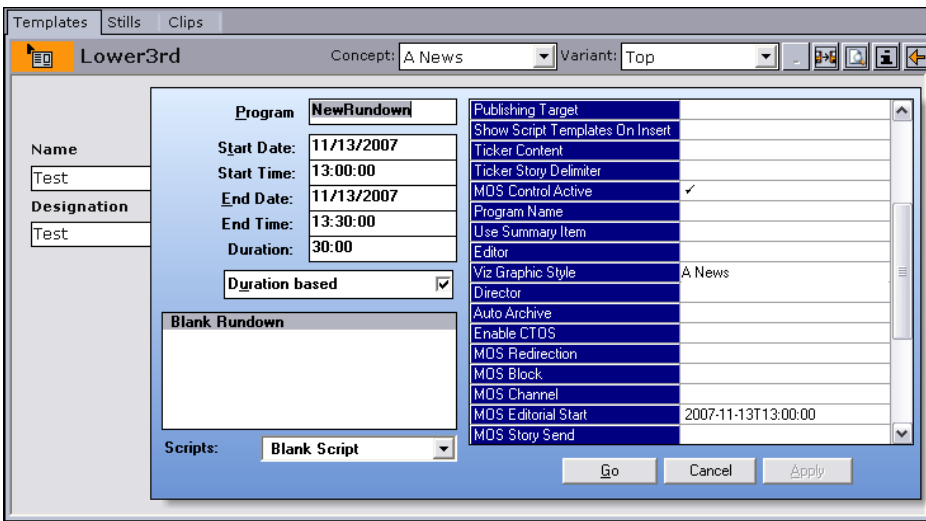 Templates Stills Clips
Lower3rd Concept: A News Variant: Top
Name
Test
Designation
Test
Program NewRundown
Start Date: 11/13/2007
Start Time: 13:00:00
End Date: 11/13/2007
End Time: 13:30:00
Duration: 30:00
Duration based
Blank Rundown
Scripts: Blank Script
Publishing Target
Show Script Templates On Insert
Ticker Content
Ticker Story Delimiter
MOS Control Active ✓
Program Name
Use Summary Item
Editor
Viz Graphic Style A News
Director
Auto Archive
Enable CTOS
MOS Redirection
MOS Block
MOS Channel
MOS Editorial Start 2007-11-13T13:00:00
MOS Story Send
Go Cancel Apply